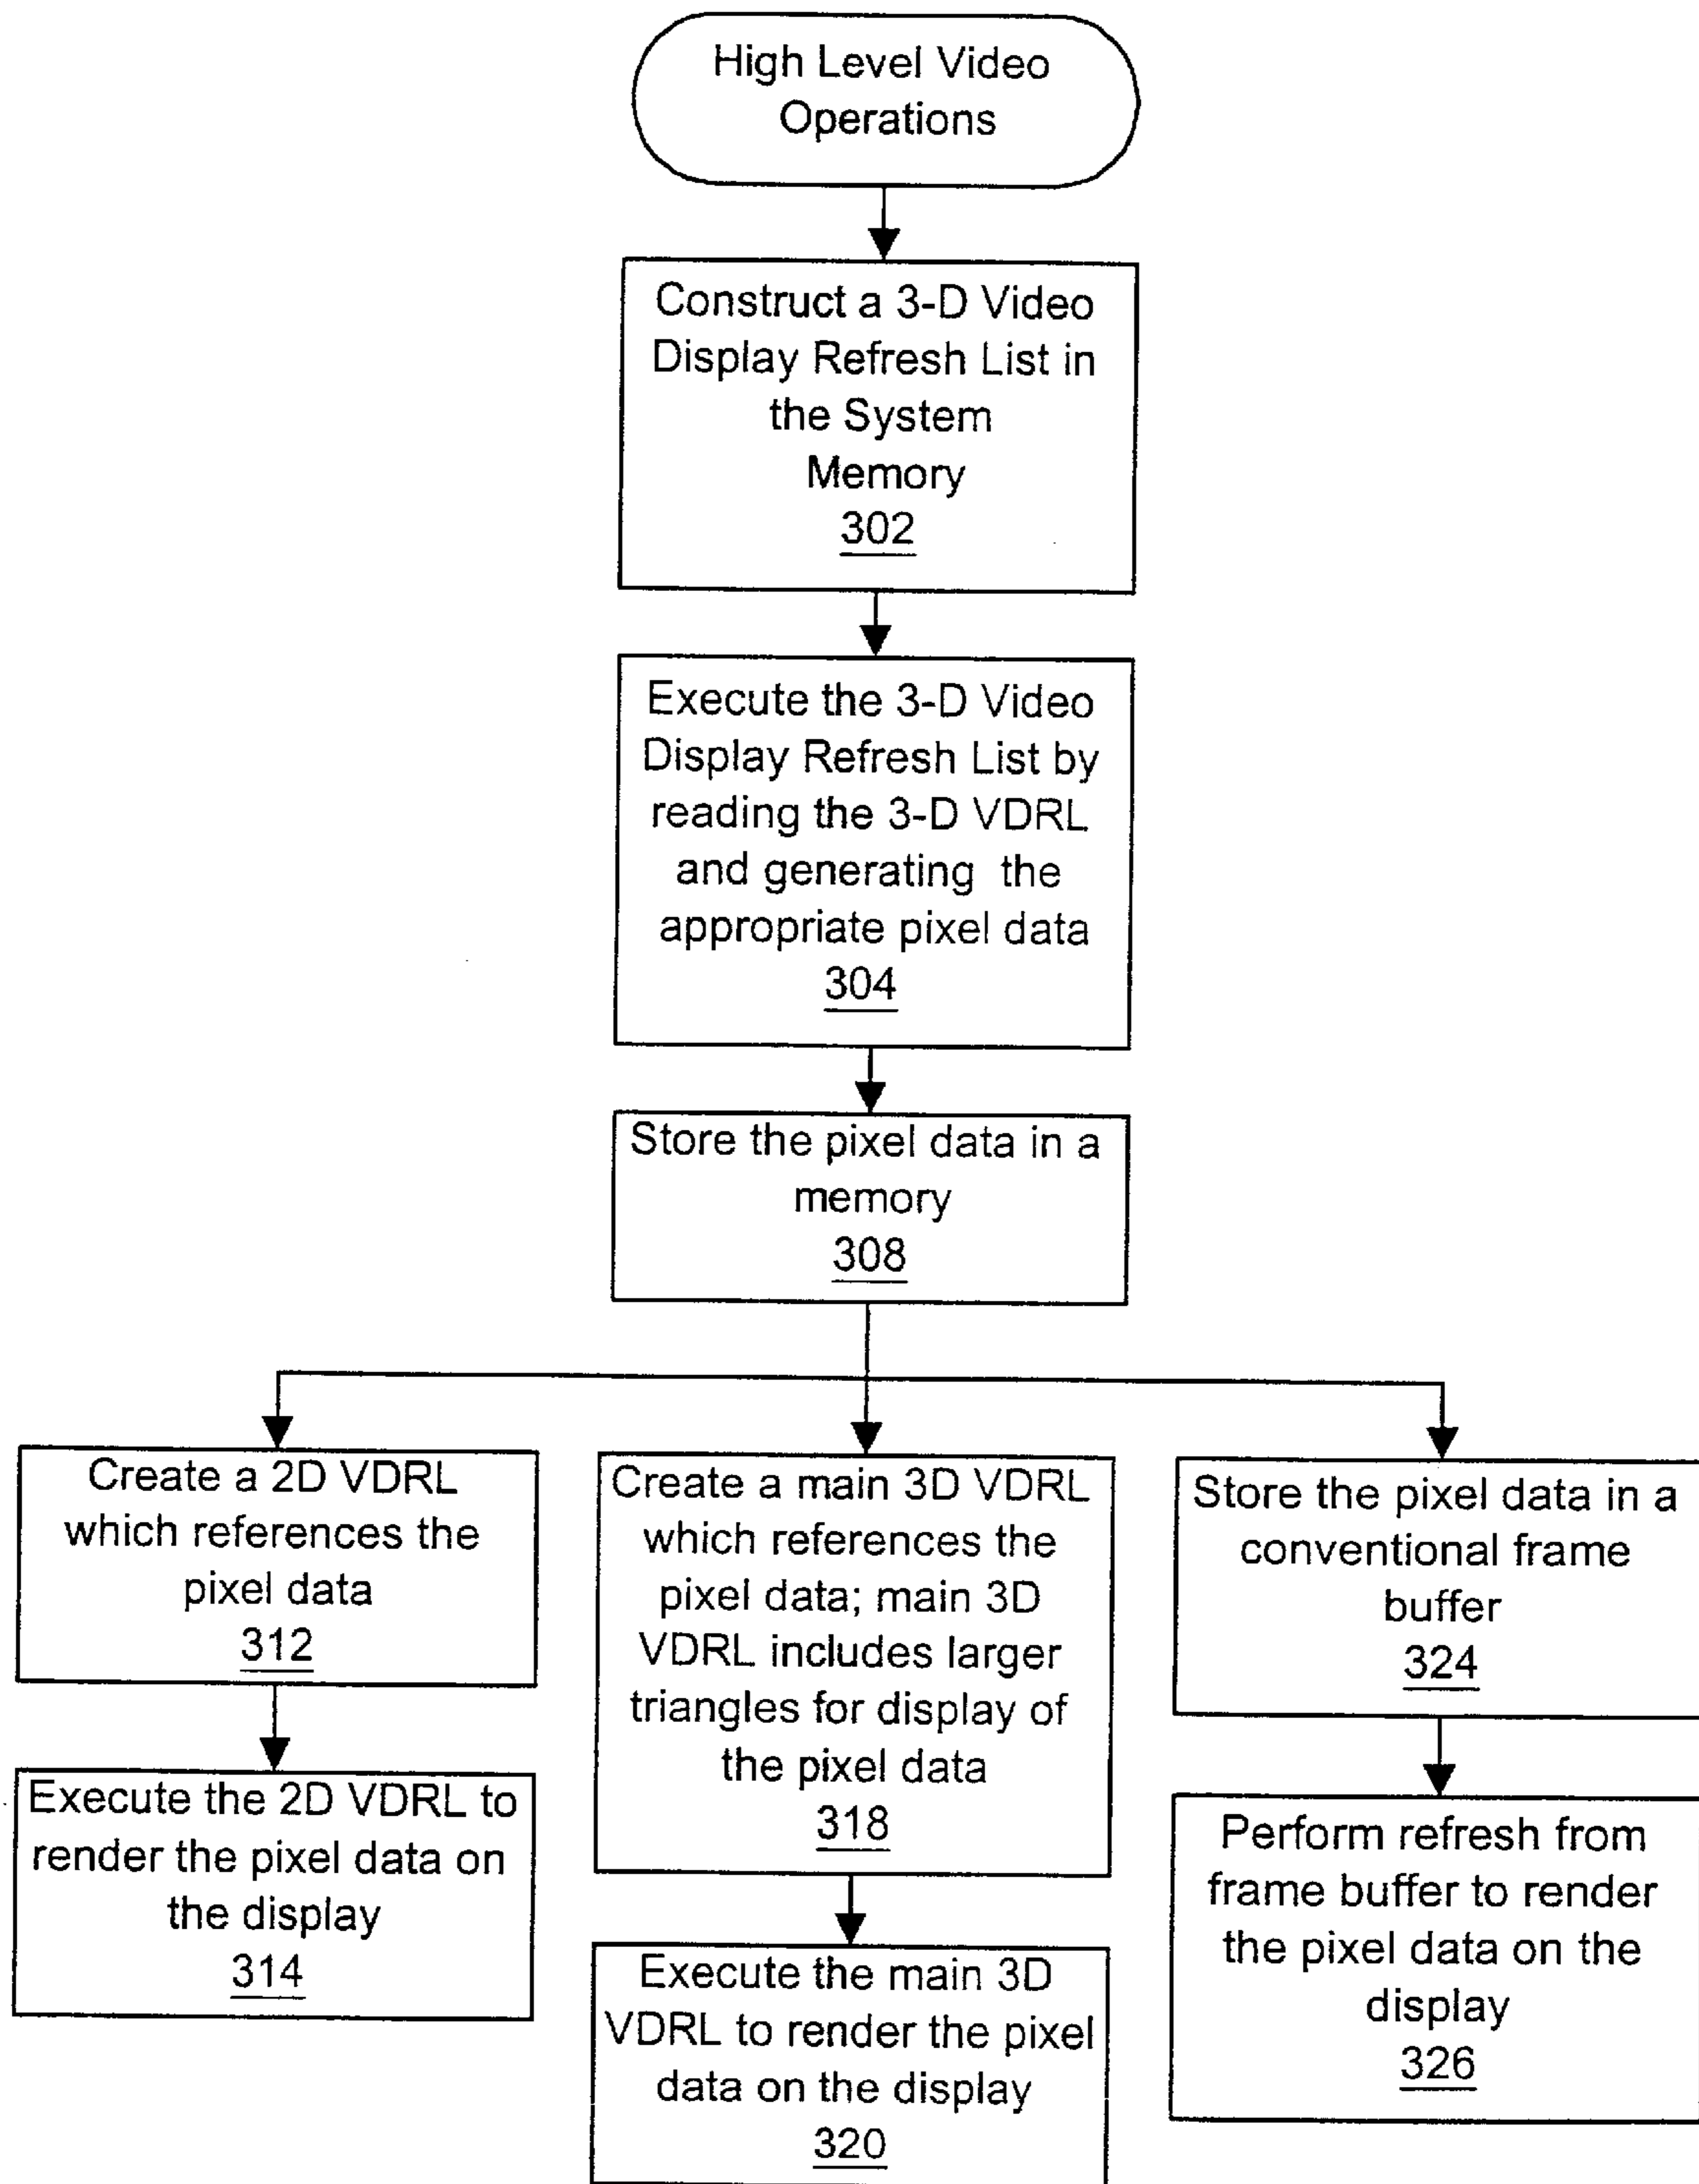 High Level Video
Operations
Construct a 3-D Video
Display Refresh List in
the System
Memory
302
Execute the 3-D Video
Display Refresh List by
reading the 3-D VDRL
and generating the
appropriate pixel data
304
Store the pixel data in a
memory
308
Create a 2D VDRL
which references the
pixel data
312
Execute the 2D VDRL to
render the pixel data on
the display
314
Create a main 3D VDRL
which references the
pixel data; main 3D
VDRL includes larger
triangles for display of
the pixel data
318
Execute the main 3D
VDRL to render the pixel
data on the display
320
Store the pixel data in a
conventional frame
buffer
324
Perform refresh from
frame buffer to render
the pixel data on the
display
326